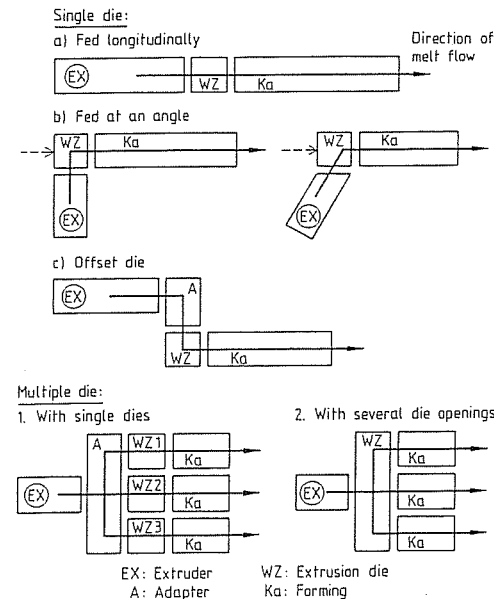 Single die:
a) Fed longitudinally
Direction of
melt flow
EX
WZ
Ka
b) Fed at an angle
WZ
Ka
EX
WZ
Ka
EX
c) Offset die
EX
A
WZ
Ka
Multiple die:
1. With single dies
2. With several die openings
A
WZ1
Ka
EX
WZ2
Ka
WZ3
Ka
WZ
Ka
EX
Ka
Ka
EX: Extruder
WZ: Extrusion die
A: Adapter
Ka: Forming